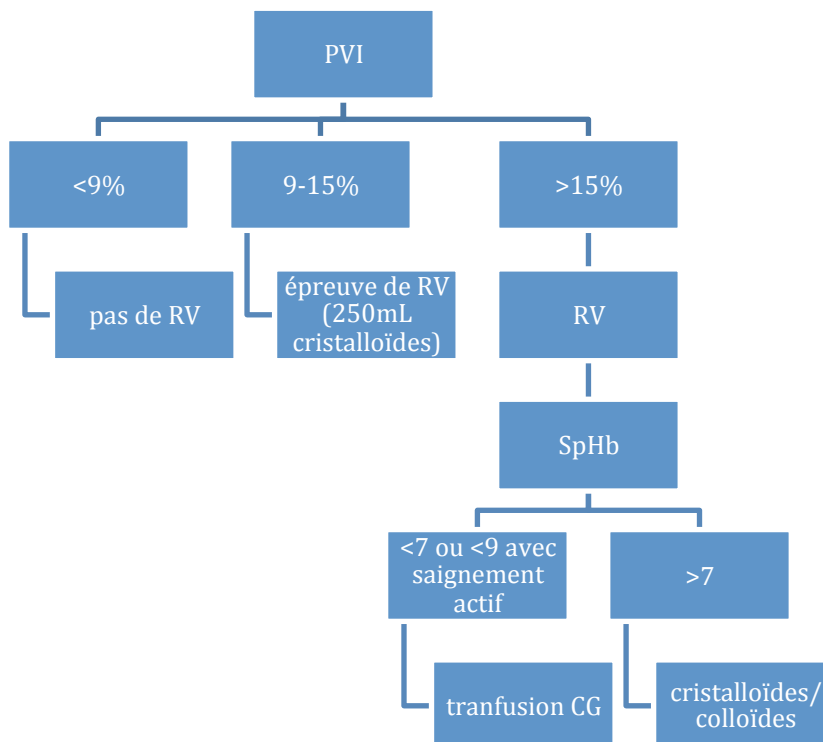 PVI
<9%
9-15%
>15%
pas de RV
épreuve de RV
(250mL
cristalloïdes)
RV
SpHb
<7 ou <9 avec
saignement
actif
>7
tranfusion CG
cristalloïdes/
colloïdes